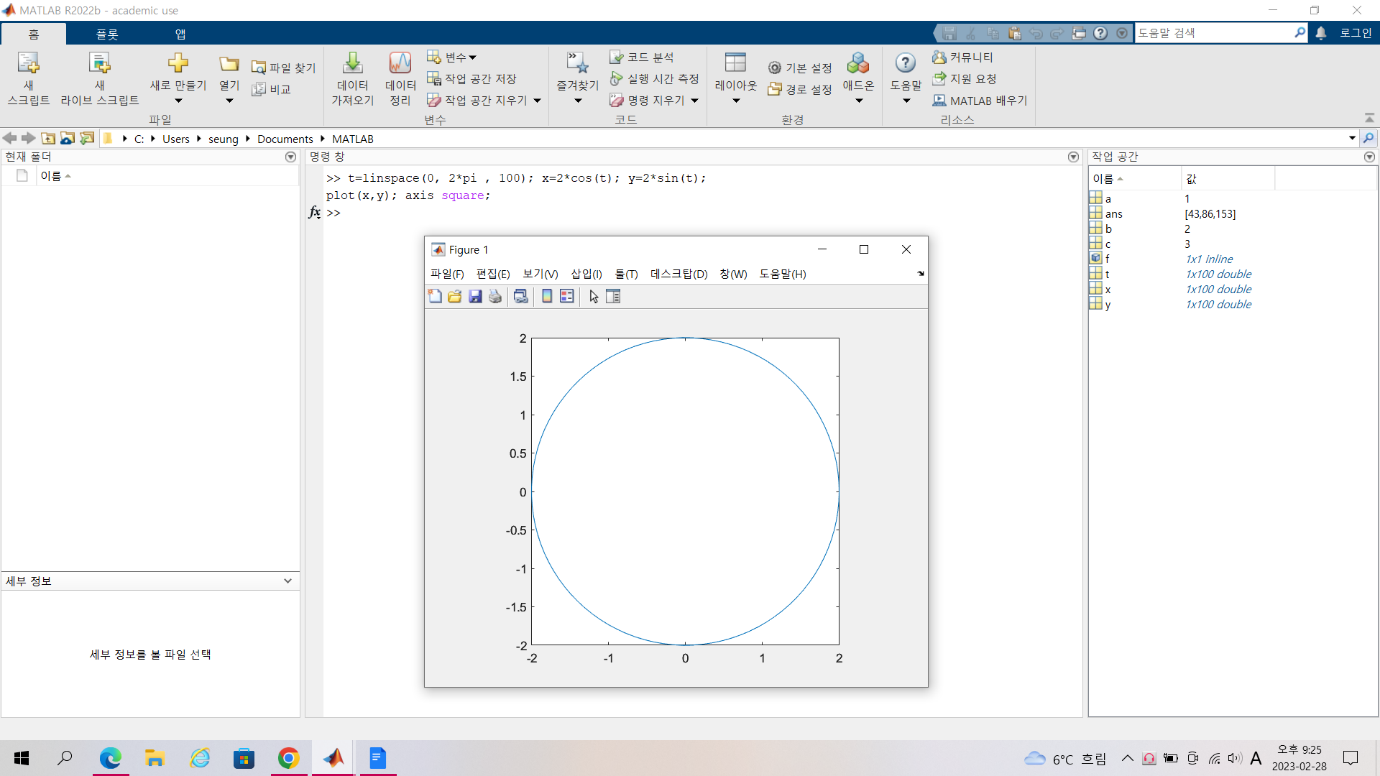 MATLAB R2022b - academic use
홈 플롯 앱
도움말 검색 로그인
새 스크립트
새 라이브 스크립트
새로 만들기
열기
파일 찾기
비교
파일
데이터 가져오기
데이터 정리
변수
작업 공간 저장
작업 공간 지우기
변수
즐겨찾기
코드 분석
실행 시간 측정
명령 지우기
코드
레이아웃
기본 설정
경로 설정
애드온
환경
도움말
커뮤니티
지원 요청
MATLAB 배우기
리소스
C: Users seung Documents MATLAB
현재 폴더
이름
세부 정보
세부 정보를 볼 파일 선택
명령 창
>> t=linspace(0, 2*pi , 100); x=2*cos(t); y=2*sin(t);
plot(x,y); axis square;
fx >>
Figure 1
파일(F) 편집(E) 보기(V) 삽입(I) 툴(T) 데스크탑(D) 창(W) 도움말(H)
2
1.5
1
0.5
0
-0.5
-1
-1.5
-2
-2 -1 0 1 2
작업 공간
이름 값
a 1
ans [43,86,153]
b 2
c 3
f 1x1 inline
t 1x100 double
x 1x100 double
y 1x100 double
6°C 흐림
A
오후 9:25
2023-02-28